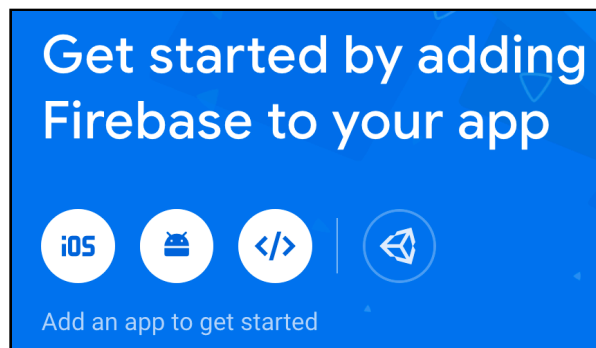 Get started by adding
Firebase to your app
iOS
</>
Add an app to get started